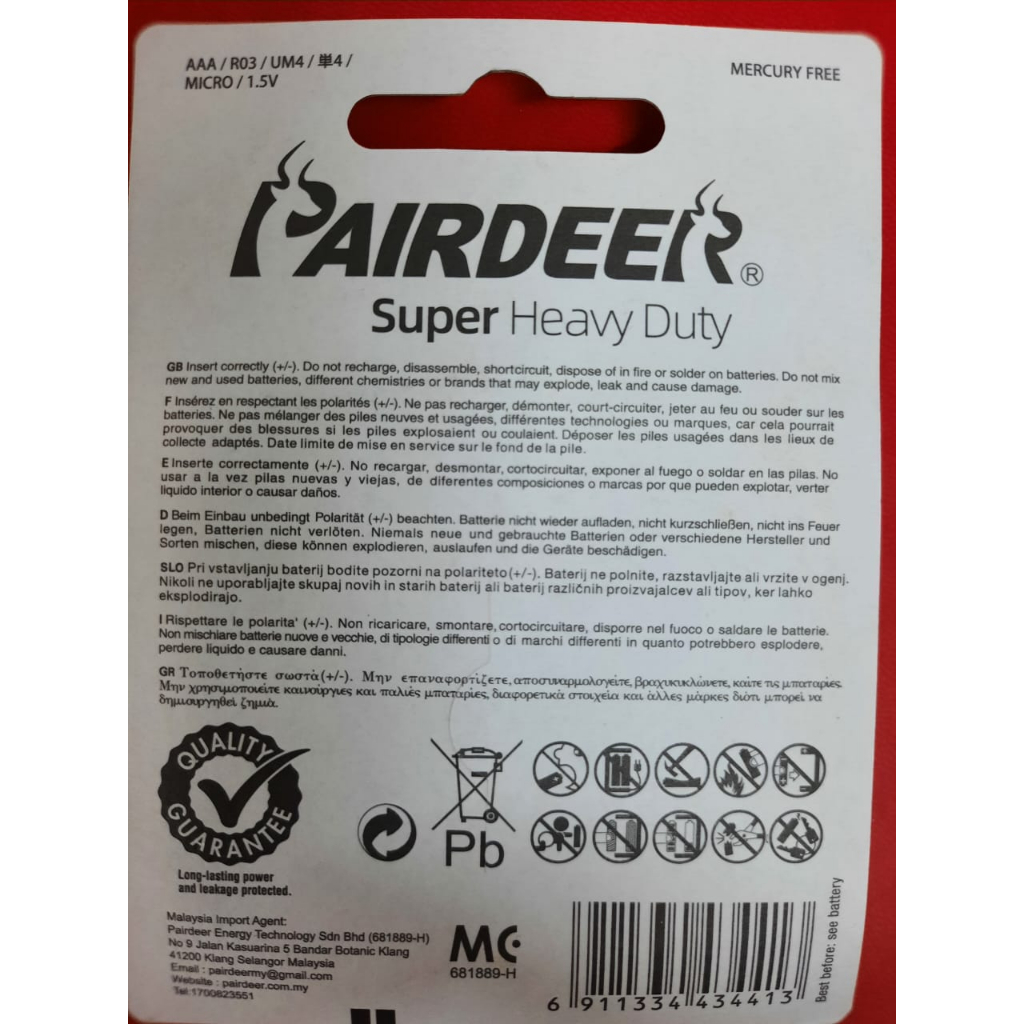 AAA / R03 / UM4 / 単4 /
MICRO / 1.5V
MERCURY FREE
PAIRDEER®
Super Heavy Duty
GB Insert correctly (+/-). Do not recharge, disassemble, shortcircuit, dispose of in fire or solder on batteries. Do not mix
new and used batteries, different chemistries or brands that may explode, leak and cause damage.
F Insérez en respectant les polarités (+/-). Ne pas recharger, démonter, court-circuiter, jeter au feu ou souder sur les
batteries. Ne pas mélanger des piles neuves et usagées, différentes technologies ou marques, car cela pourrait
provoquer des blessures si les piles explosaient ou coulaient. Déposer les piles usagées dans les lieux de
collecte adaptés. Date limite de mise en service sur le fond de la pile.
E Inserte correctamente (+/-). No recargar, desmontar, cortocircuitar, exponer al fuego o soldar en las pilas. No
usar a la vez pilas nuevas y viejas, de diferentes composiciones o marcas por que pueden explotar, verter
liquido interior o causar daños.
D Beim Einbau unbedingt Polarität (+/-) beachten. Batterie nicht wieder aufladen, nicht kurzschließen, nicht ins Feuer
legen, Batterien nicht verlöten. Niemals neue und gebrauchte Batterien oder verschiedene Hersteller und
Sorten mischen, diese können explodieren, auslaufen und die Geräte beschädigen.
SLO Pri vstavljanju baterij bodite pozorni na polariteto(+/-). Baterij ne polnite, razstavljajte ali vrzite v ogenj.
Nikoli ne uporabljajte skupaj novih in starih baterij ali baterij različnih proizvajalcev ali tipov, ker lahko
eksplodirajo.
I Rispettare le polarita' (+/-). Non ricaricare, smontare, cortocircuitare, disporre nel fuoco o saldare le batterie.
Non mischiare batterie nuove e vecchie, di tipologie differenti o di marchi differenti in quanto potrebbero esplodere,
perdere liquido e causare danni.
GR Τοποθετήστε σωστά(+/-). Μην επαναφορτίζετε, αποσυναρμολογείτε, βραχυκυκλώνετε, καίτε τις μπαταρίες.
Μην χρησιμοποιείτε καινούργιες και παλιές μπαταρίες, διαφορετικά στοιχεία και άλλες μάρκες διότι μπορεί να
δημιουργηθεί ζημιά.
QUALITY
GUARANTEE
Long-lasting power
and leakage protected.
Pb
Malaysia Import Agent:
Pairdeer Energy Technology Sdn Bhd (681889-H)
No 9 Jalan Kasuarina 5 Bandar Botanic Klang
41200 Klang Selangor Malaysia
Email : pairdeermy@gmail.com
Website : pairdeer.com.my
Tel:1700823551
MC
681889-H
6 911334 434413
Best before: see battery